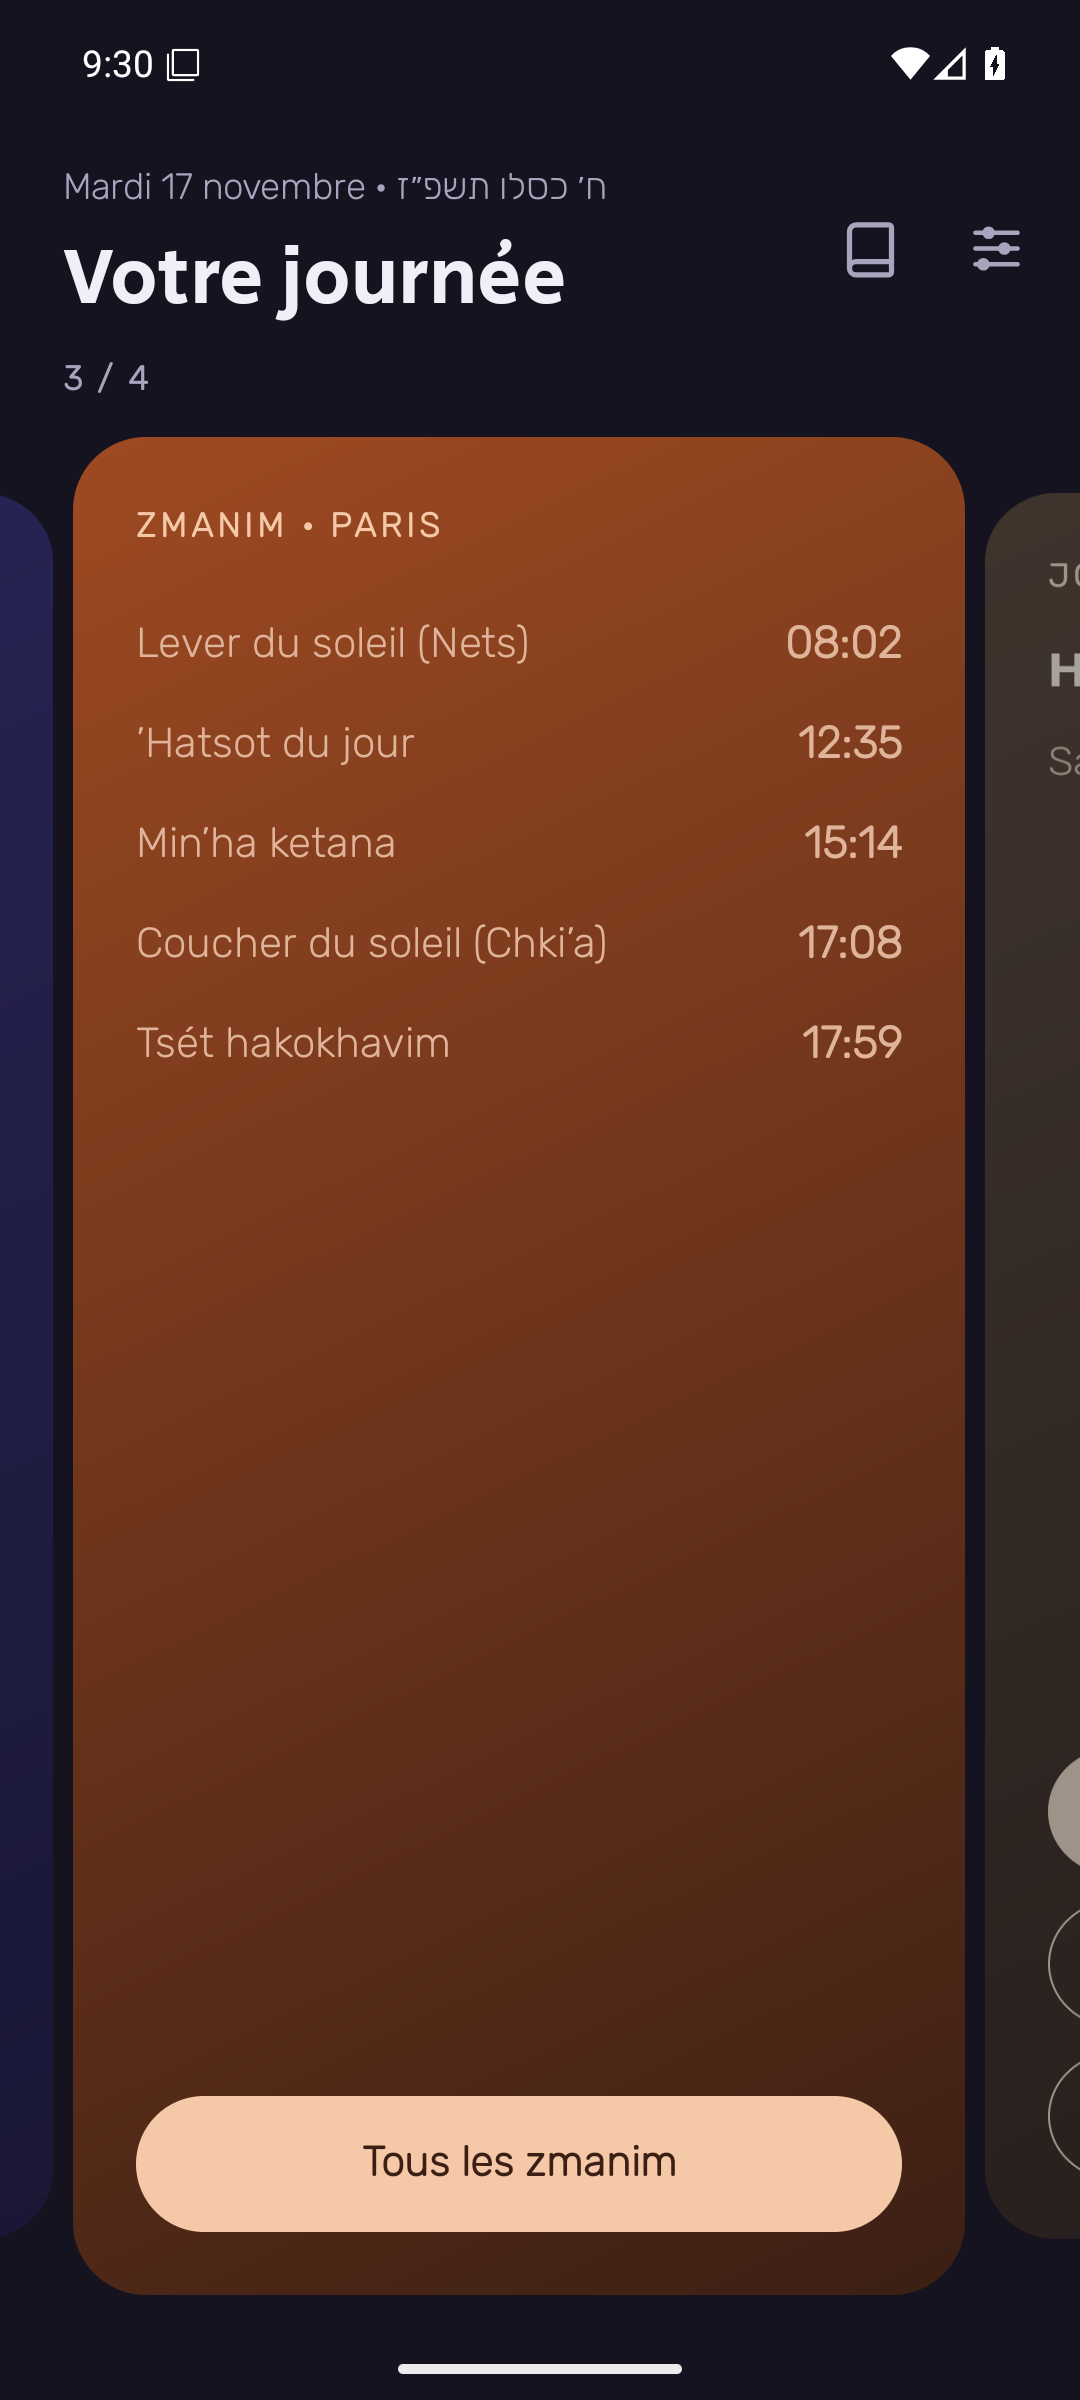 9:30
Mardi 17 novembre • ח׳ כסלו תשפ״ז
Votre journée
3 / 4
ZMANIM • PARIS
Lever du soleil (Nets) 08:02
’Hatsot du jour 12:35
Min’ha ketana 15:14
Coucher du soleil (Chki’a) 17:08
Tsét hakokhavim 17:59
Tous les zmanim